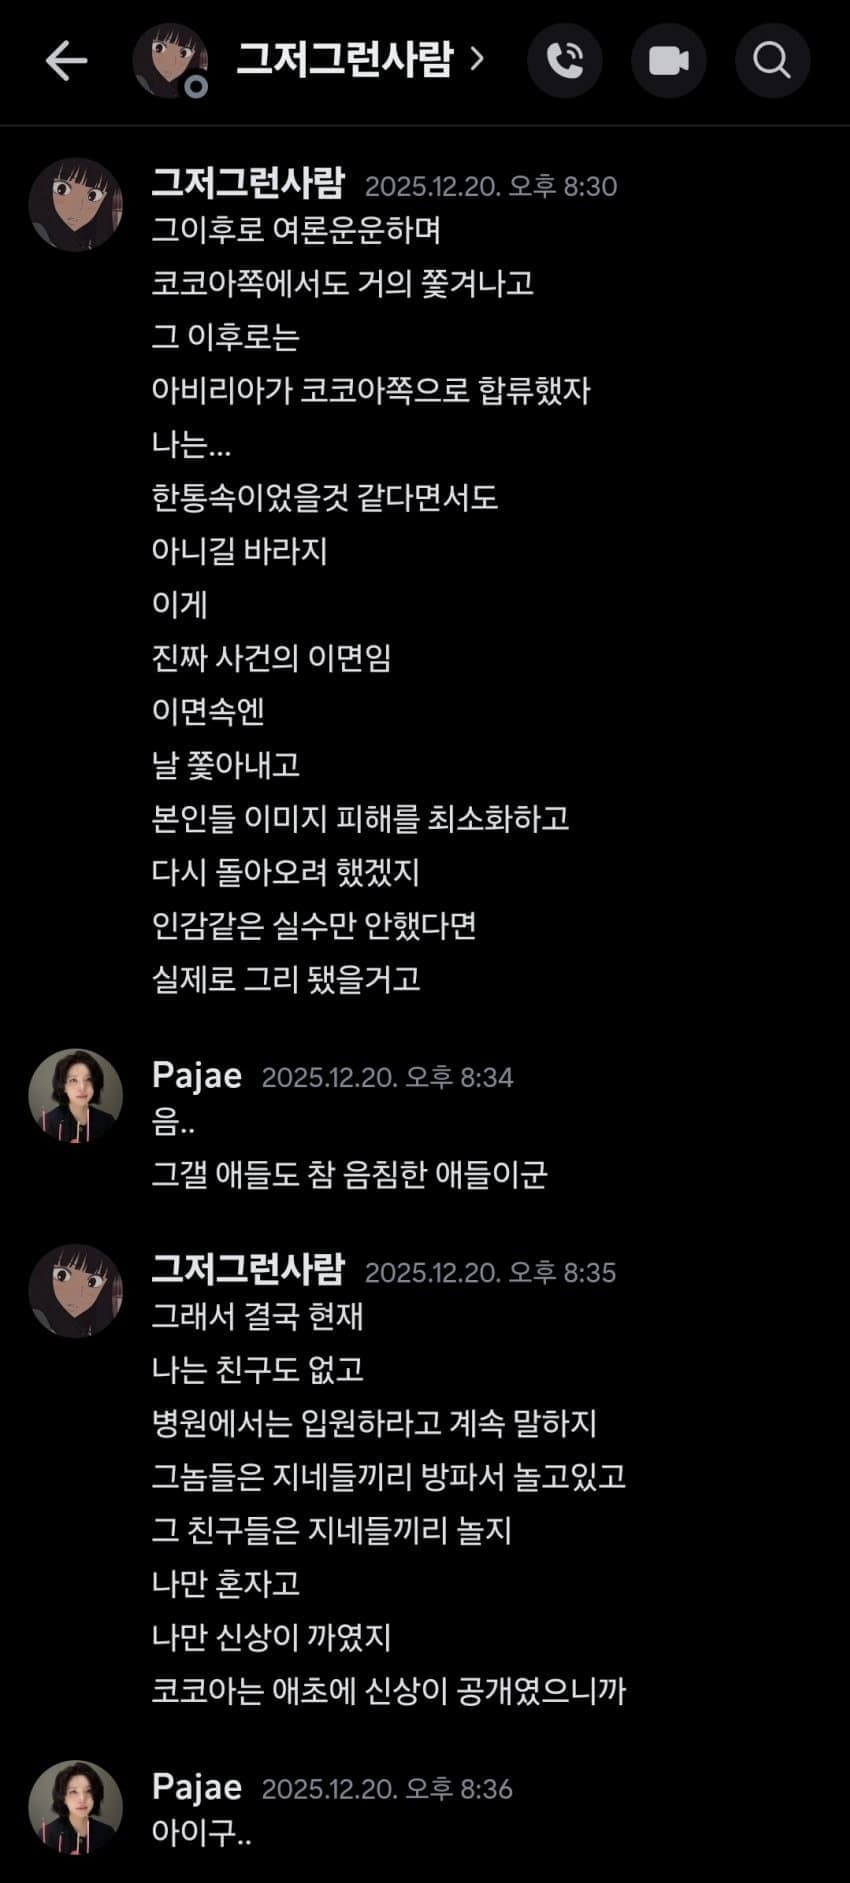 그저그런사람
그저그런사람 2025.12.20. 오후 8:30
그이후로 여론운운하며
코코아쪽에서도 거의 쫓겨나고
그 이후로는
아비리아가 코코아쪽으로 합류했자
나는...
한통속이었을것 같다면서도
아니길 바라지
이게
진짜 사건의 이면임
이면속엔
날 쫓아내고
본인들 이미지 피해를 최소화하고
다시 돌아오려 했겠지
인감같은 실수만 안했다면
실제로 그리 됐을거고
Pajae 2025.12.20. 오후 8:34
음..
그갤 애들도 참 음침한 애들이군
그저그런사람 2025.12.20. 오후 8:35
그래서 결국 현재
나는 친구도 없고
병원에서는 입원하라고 계속 말하지
그놈들은 지네들끼리 방파서 놀고있고
그 친구들은 지네들끼리 놀지
나만 혼자고
나만 신상이 까였지
코코아는 애초에 신상이 공개였으니까
Pajae 2025.12.20. 오후 8:36
아이구..